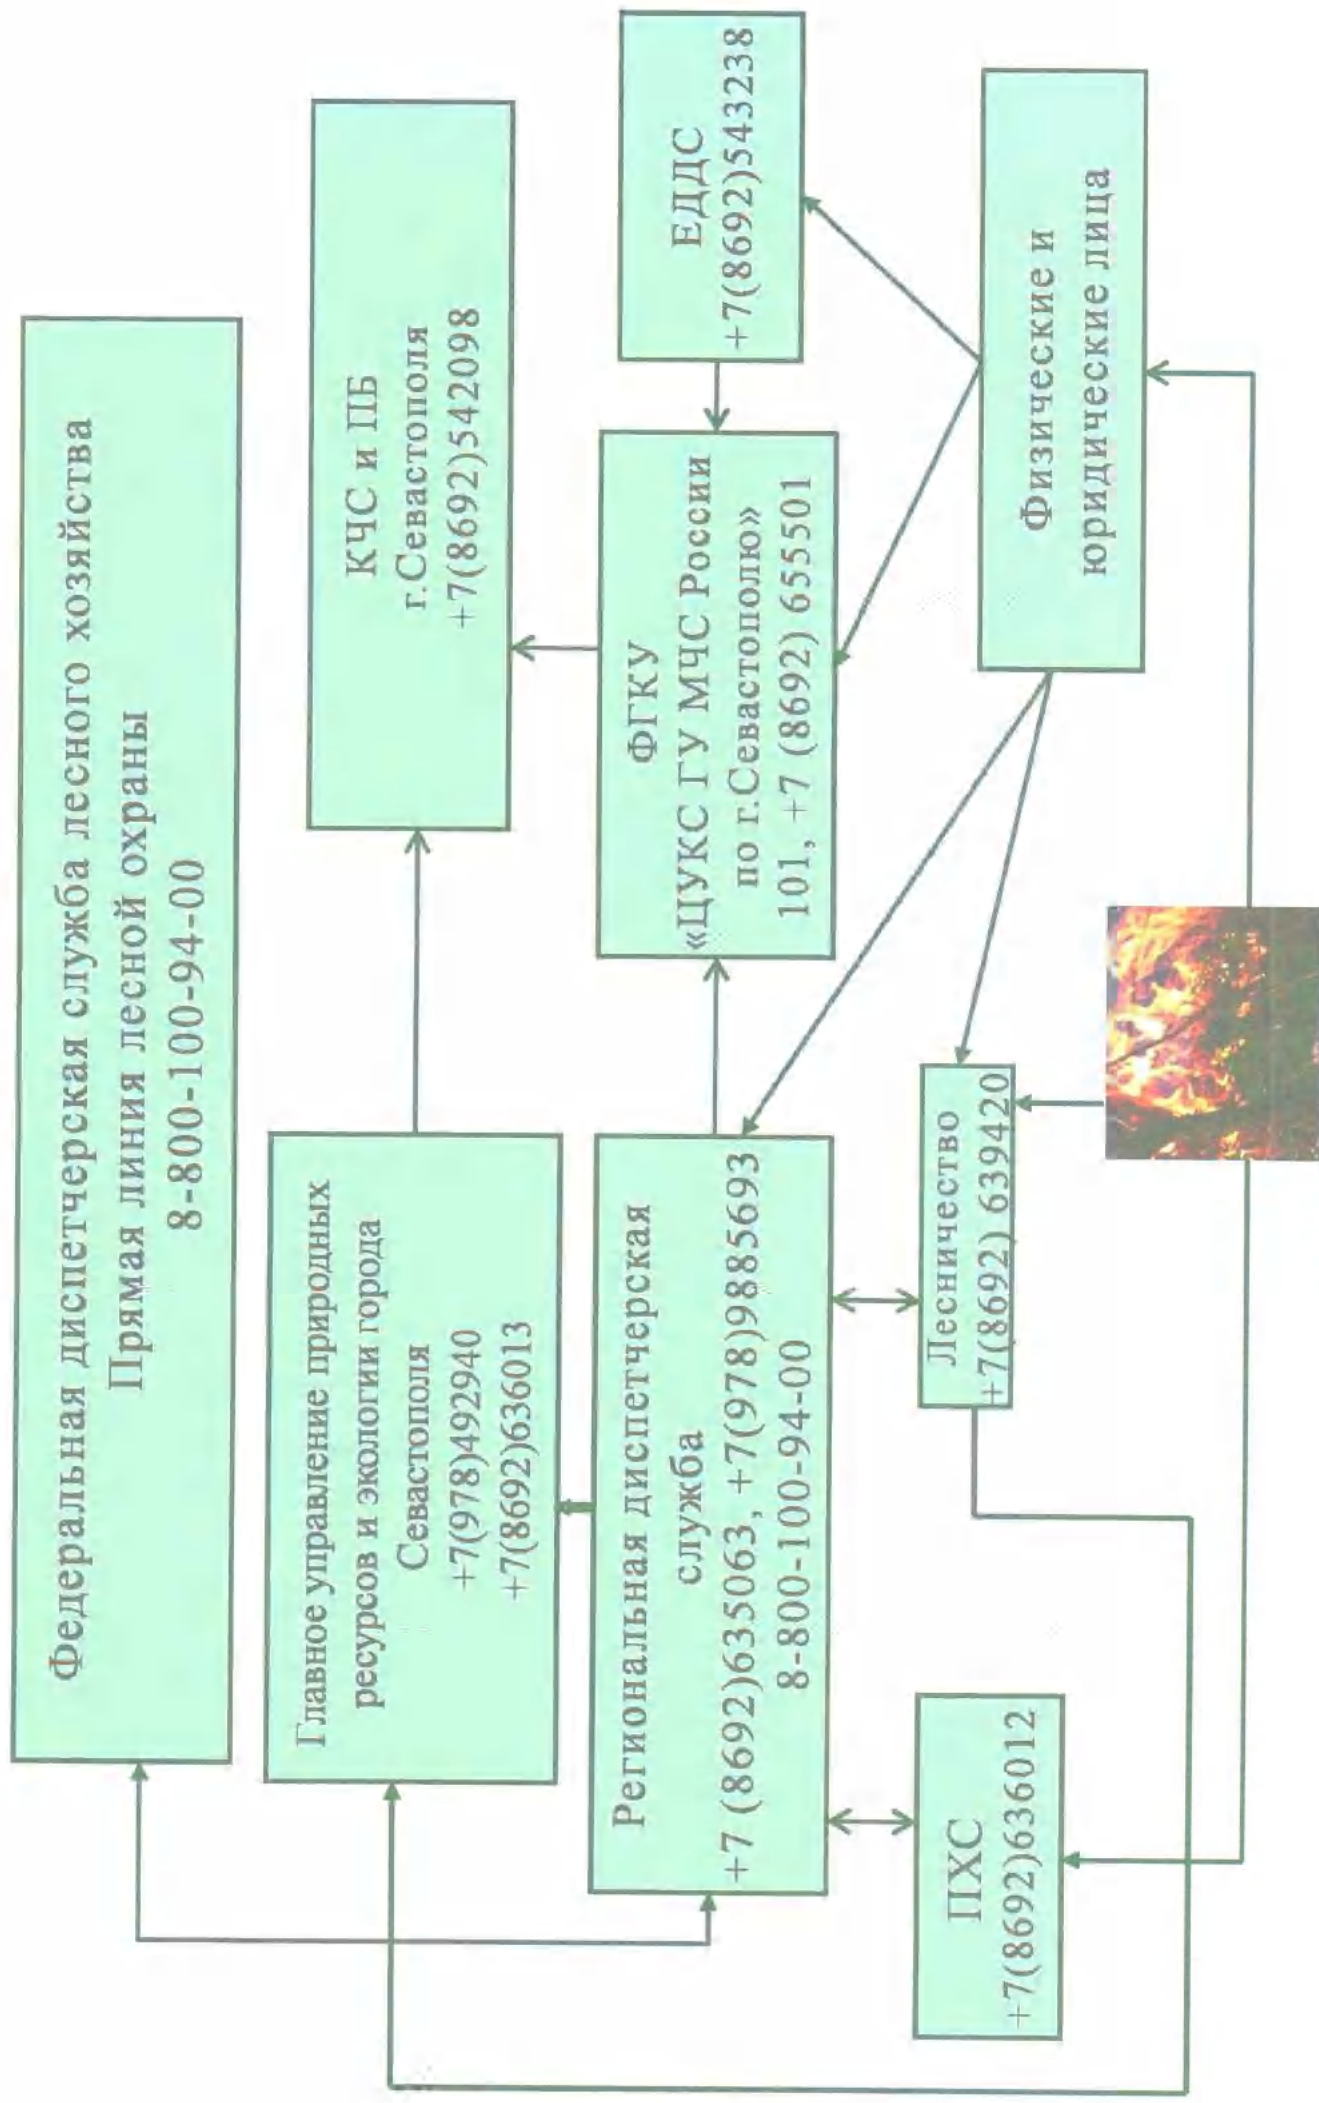 Федеральная диспетчерская служба лесного хозяйства
Прямая линия лесной охраны
8-800-100-94-00
Главное управление природных
ресурсов и экологии города
Севастополя
+7(978)492940
+7(8692)636013
КЧС и ПБ
г.Севастополя
+7(8692)542098
Региональная диспетчерская
служба
+7 (8692)635063, +7(978)9885693
8-800-100-94-00
ФГКУ
«ЦУКС ГУ МЧС России
по г.Севастополю»
101, +7 (8692) 655501
ЕДДС
+7(8692)543238
ПХС
+7(8692)636012
Лесничество
+7(8692) 639420
Физические и
юридические лица